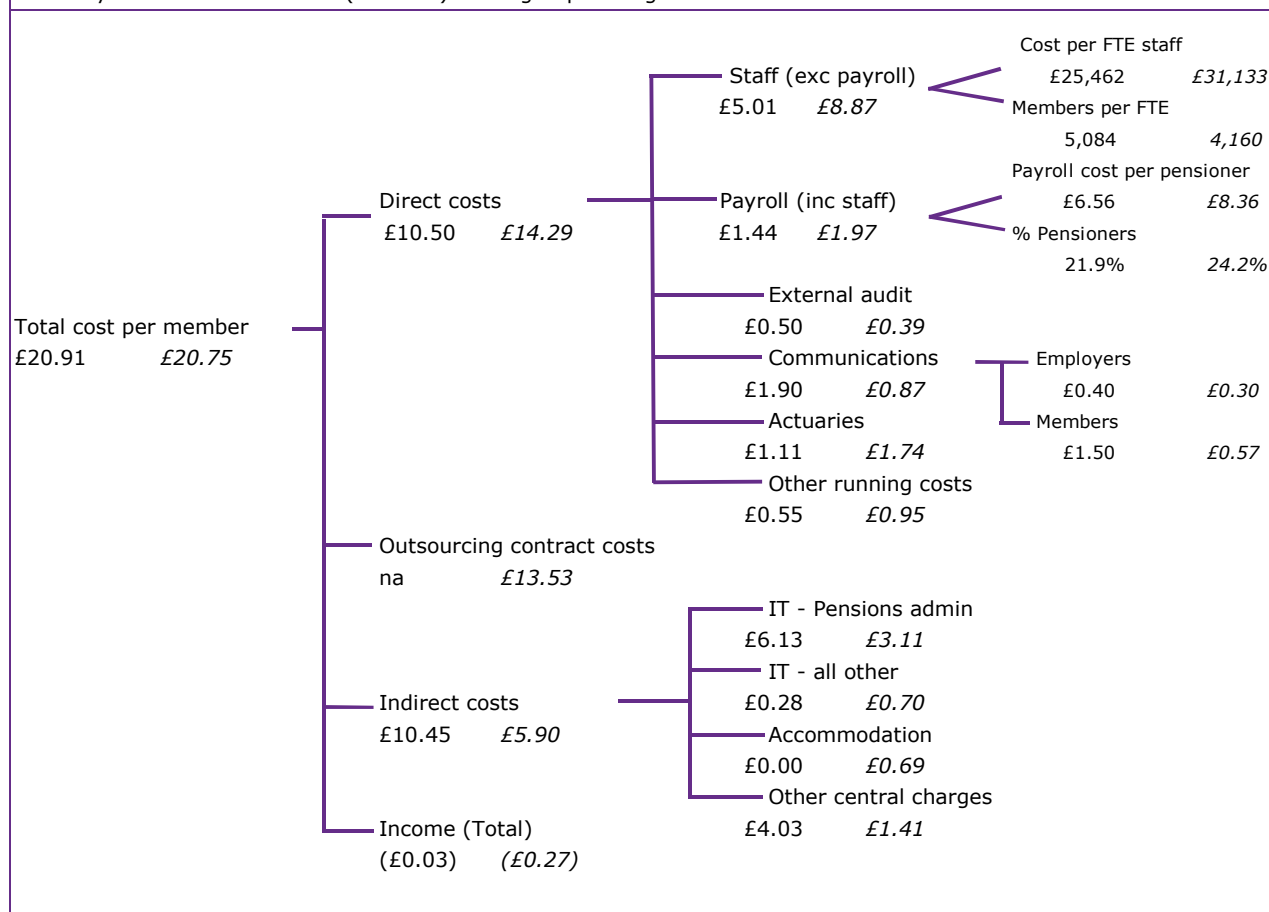 Cost per FTE staff
Staff (exc payroll) £25,462 £31,133
£5.01 £8.87 Members per FTE
5,084 4,160
Payroll cost per pensioner
Direct costs Payroll (inc staff) £6.56 £8.36
£10.50 £14.29 £1.44 £1.97 % Pensioners
21.9% 24.2%
External audit
Total cost per member £0.50 £0.39
£20.91 £20.75 Communications Employers
£1.90 £0.87 £0.40 £0.30
Actuaries Members
£1.11 £1.74 £1.50 £0.57
Other running costs
£0.55 £0.95
Outsourcing contract costs
na £13.53
IT - Pensions admin
£6.13 £3.11
IT - all other
Indirect costs £0.28 £0.70
£10.45 £5.90 Accommodation
£0.00 £0.69
Other central charges
Income (Total) £4.03 £1.41
(£0.03) (£0.27)